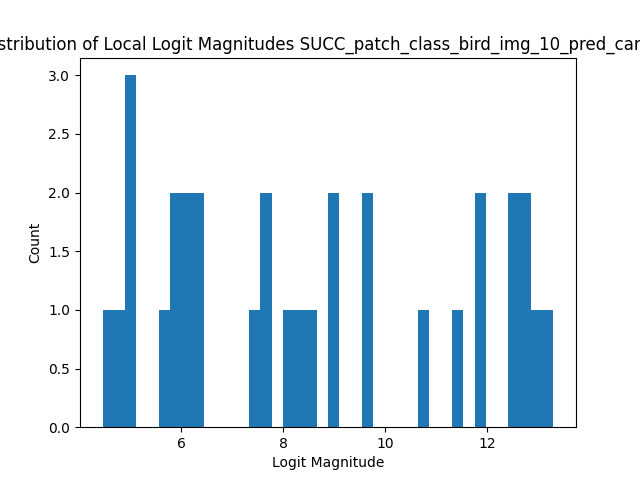 stribution of Local Logit Magnitudes SUCC_patch_class_bird_img_10_pred_car
3.0
2.5
2.0
1.5
1.0
0.5
0.0
Count
6 8 10 12
Logit Magnitude